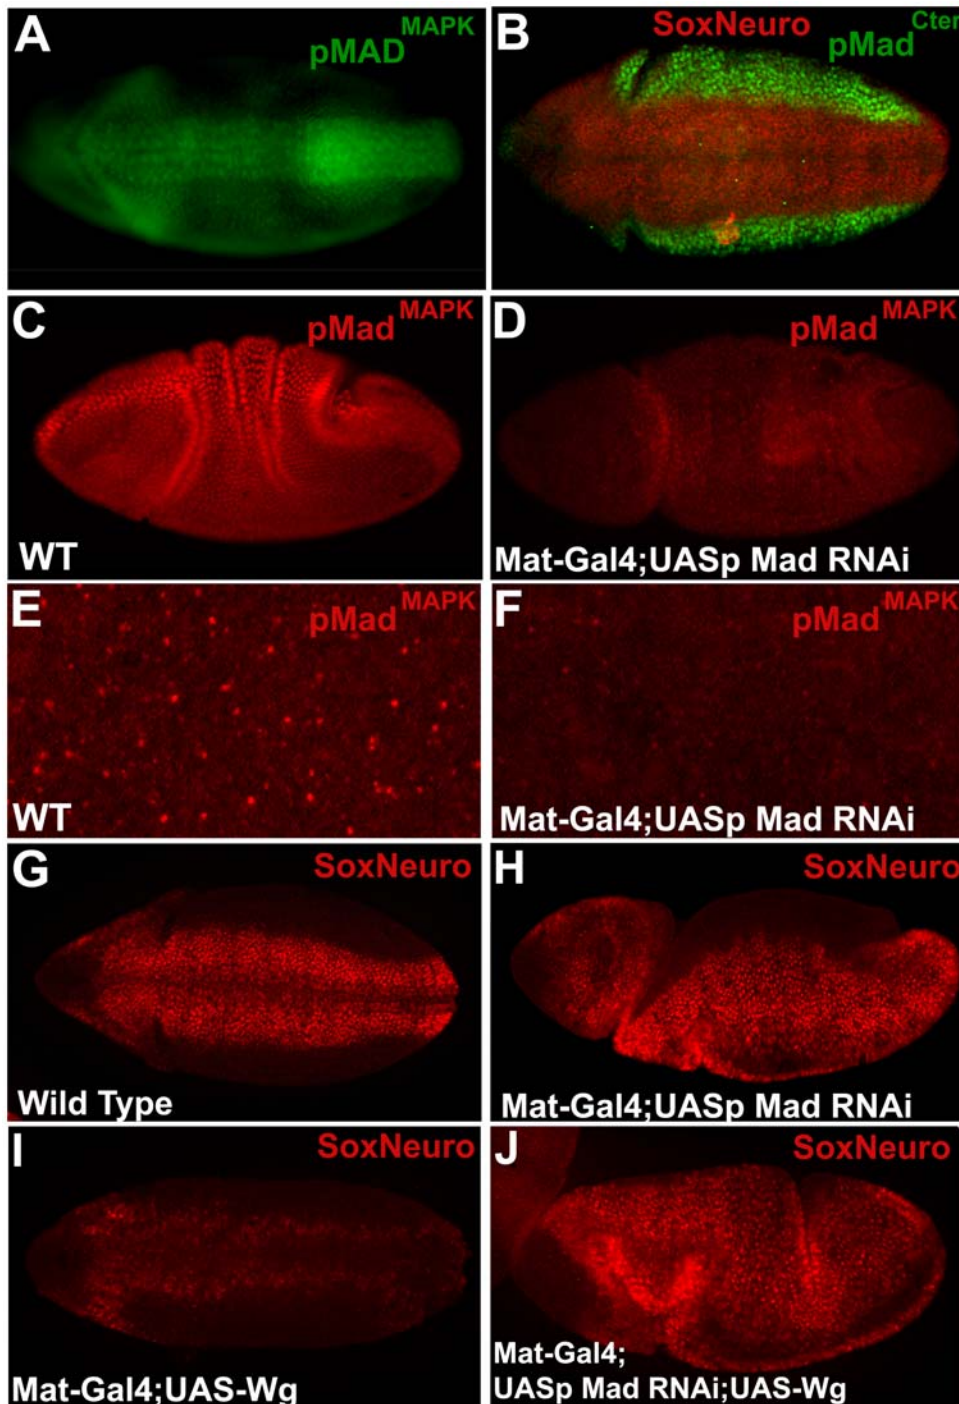 A
pMAD MAPK
B
SoxNeuro
pMad Cter
C
pMad MAPK
WT
D
pMad MAPK
Mat-Gal4;UASp Mad RNAi
E
pMad MAPK
WT
F
pMad MAPK
Mat-Gal4;UASp Mad RNAi
G
SoxNeuro
Wild Type
H
SoxNeuro
Mat-Gal4;UASp Mad RNAi
I
SoxNeuro
Mat-Gal4;UAS-Wg
J
SoxNeuro
Mat-Gal4;
UASp Mad RNAi;UAS-Wg